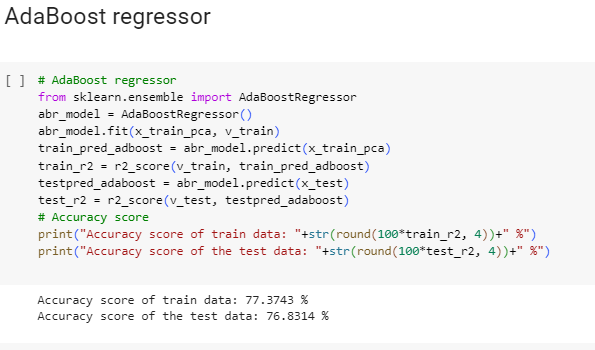 AdaBoost regressor
[ ] # AdaBoost regressor
from sklearn.ensemble import AdaBoostRegressor
abr_model = AdaBoostRegressor()
abr_model.fit(x_train_pca, v_train)
train_pred_adboost = abr_model.predict(x_train_pca)
train_r2 = r2_score(v_train, train_pred_adboost)
testpred_adaboost = abr_model.predict(x_test)
test_r2 = r2_score(v_test, testpred_adaboost)
# Accuracy score
print("Accuracy score of train data: "+str(round(100*train_r2, 4))+" %")
print("Accuracy score of the test data: "+str(round(100*test_r2, 4))+" %")
Accuracy score of train data: 77.3743 %
Accuracy score of the test data: 76.8314 %